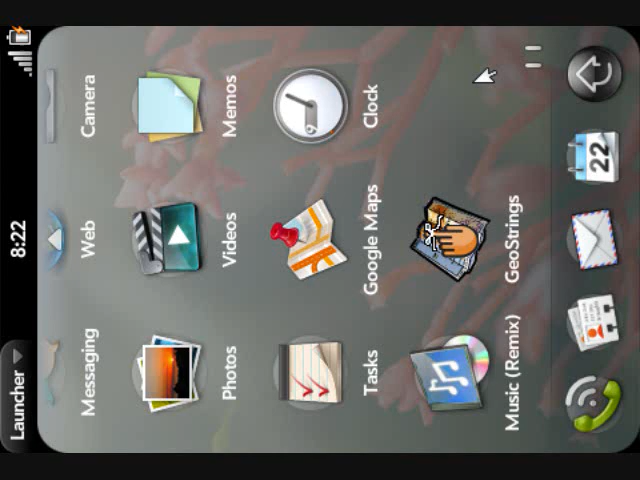 Launcher
8:22
Messaging
Web
Camera
Photos
Videos
Memos
Tasks
Google Maps
Clock
Music (Remix)
GeoStrings
22